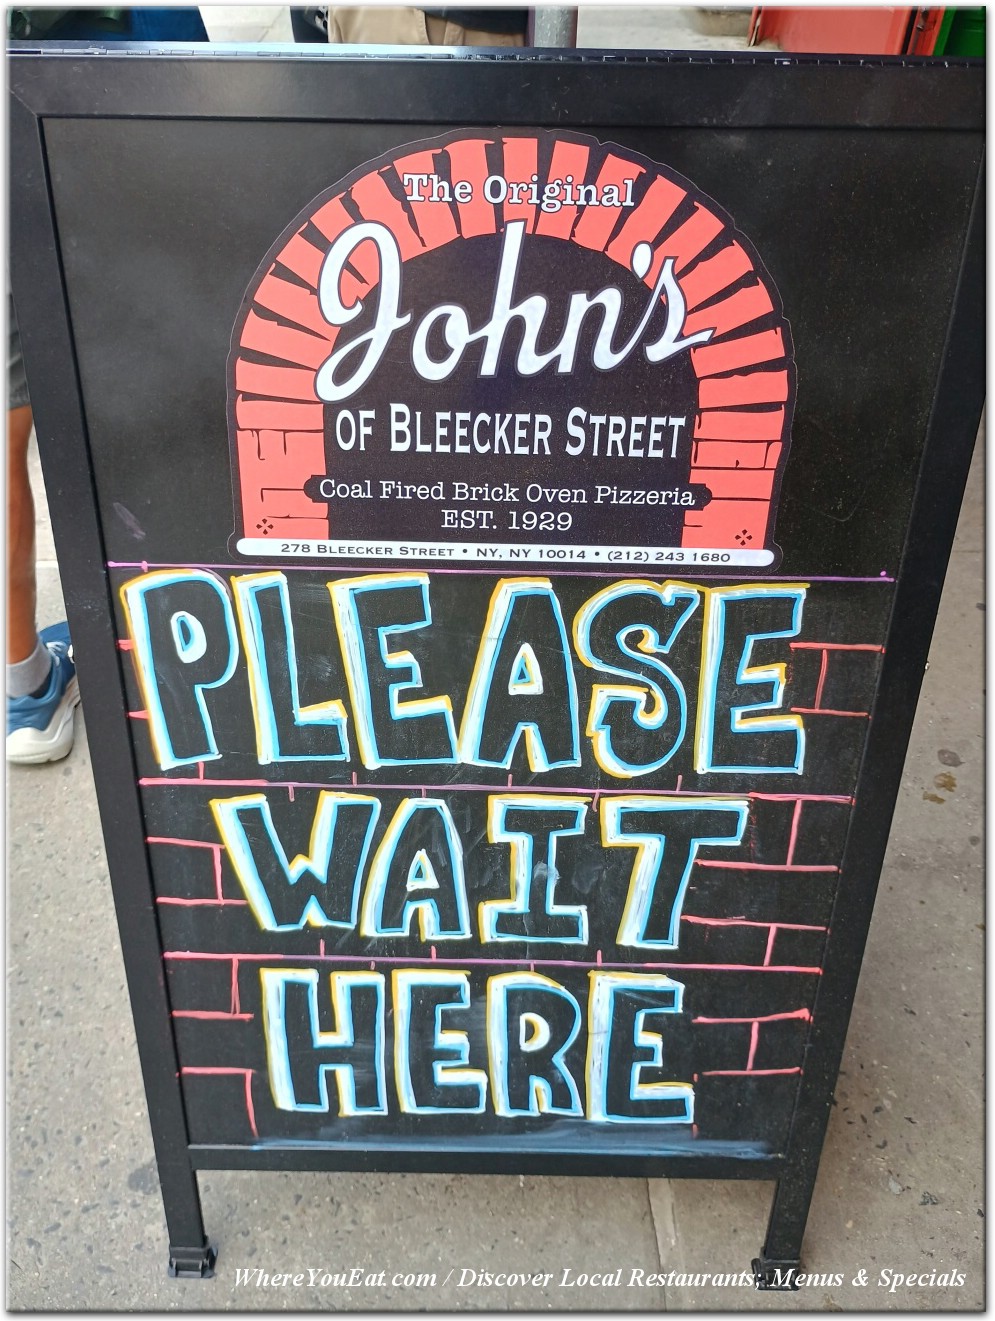 The Original
John's
OF BLEECKER STREET
Coal Fired Brick Oven Pizzeria
EST. 1929
278 BLEECKER STREET • NY, NY 10014 • (212) 243 1680
PLEASE
WAIT
HERE
WhereYouEat.com / Discover Local Restaurants; Menus & Specials